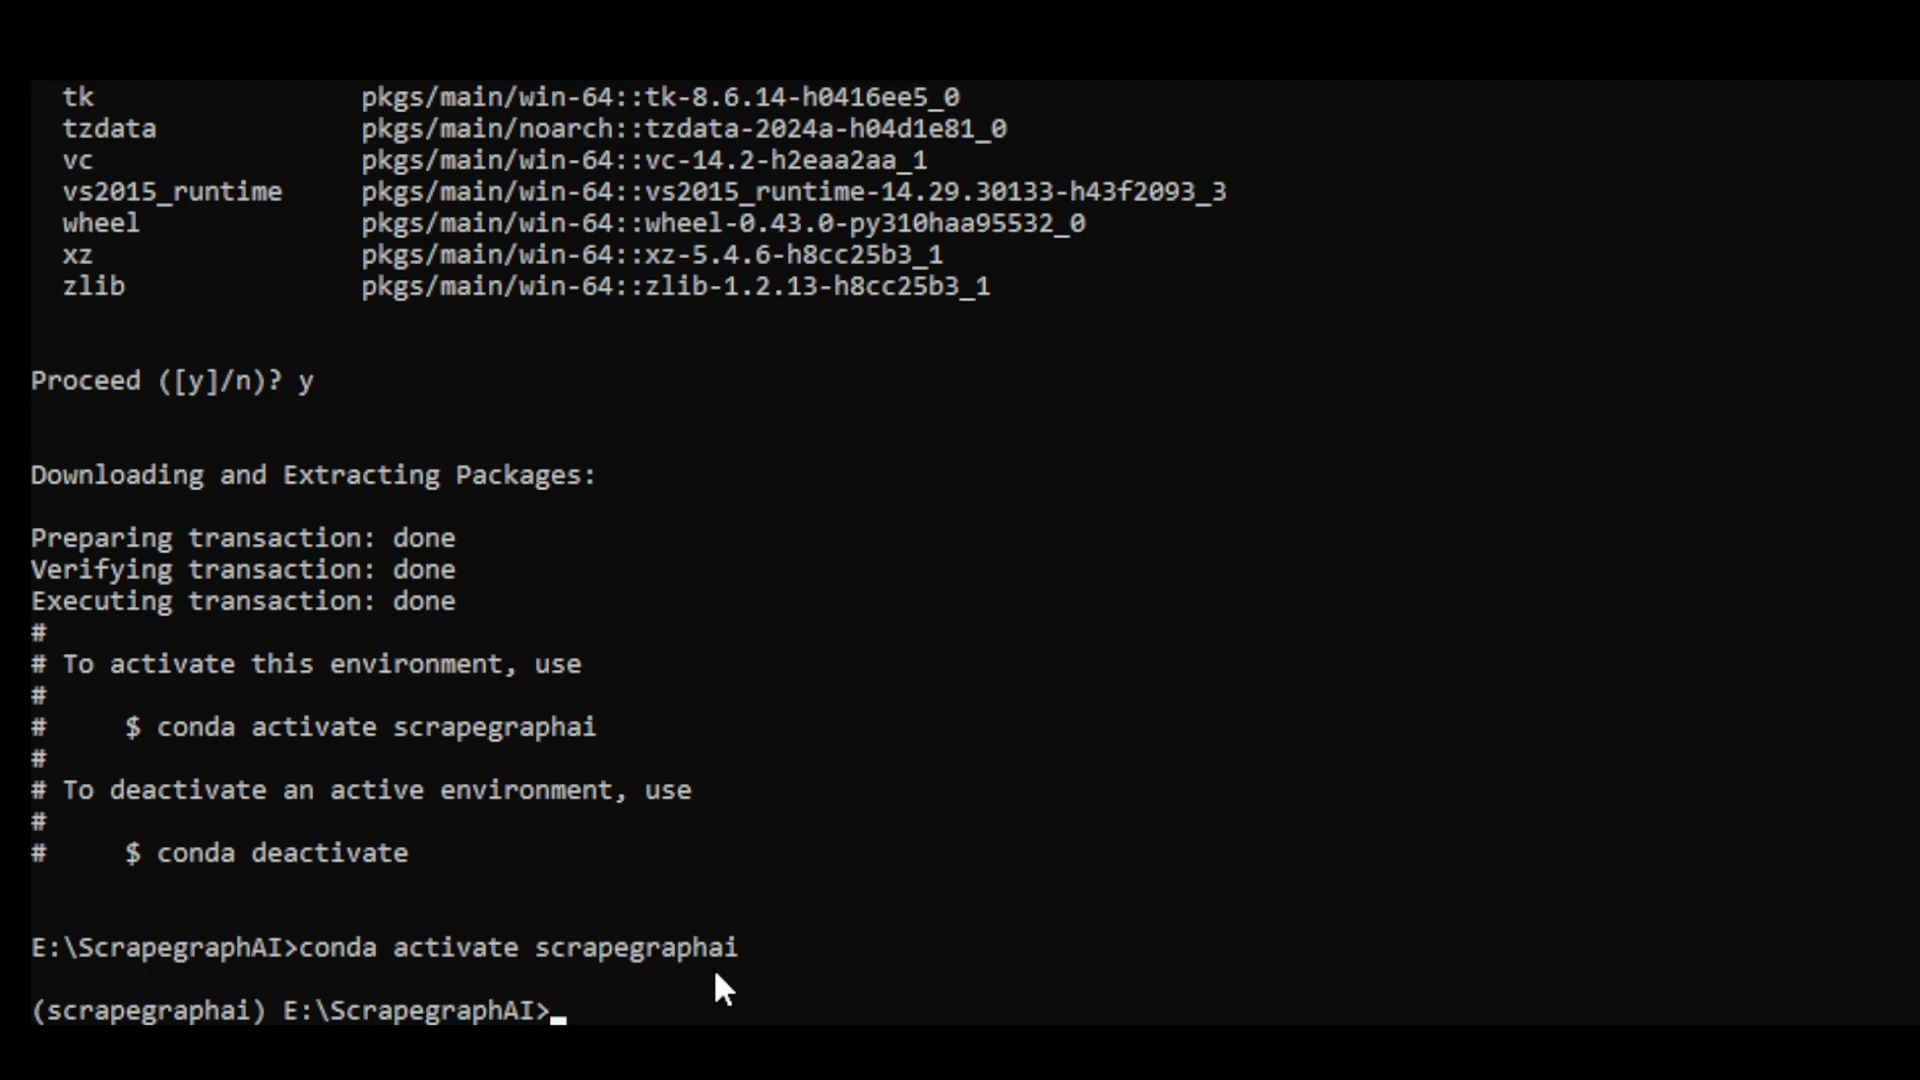 tk pkgs/main/win-64::tk-8.6.14-h0416ee5_0
tzdata pkgs/main/noarch::tzdata-2024a-h04d1e81_0
vc pkgs/main/win-64::vc-14.2-h2eaa2aa_1
vs2015_runtime pkgs/main/win-64::vs2015_runtime-14.29.30133-h43f2093_3
wheel pkgs/main/win-64::wheel-0.43.0-py310haa95532_0
xz pkgs/main/win-64::xz-5.4.6-h8cc25b3_1
zlib pkgs/main/win-64::zlib-1.2.13-h8cc25b3_1
Proceed ([y]/n)? y
Downloading and Extracting Packages:
Preparing transaction: done
Verifying transaction: done
Executing transaction: done
#
# To activate this environment, use
#
# $ conda activate scrapegraphai
#
# To deactivate an active environment, use
#
# $ conda deactivate
E:\ScrapegraphAI>conda activate scrapegraphai
(scrapegraphai) E:\ScrapegraphAI>_